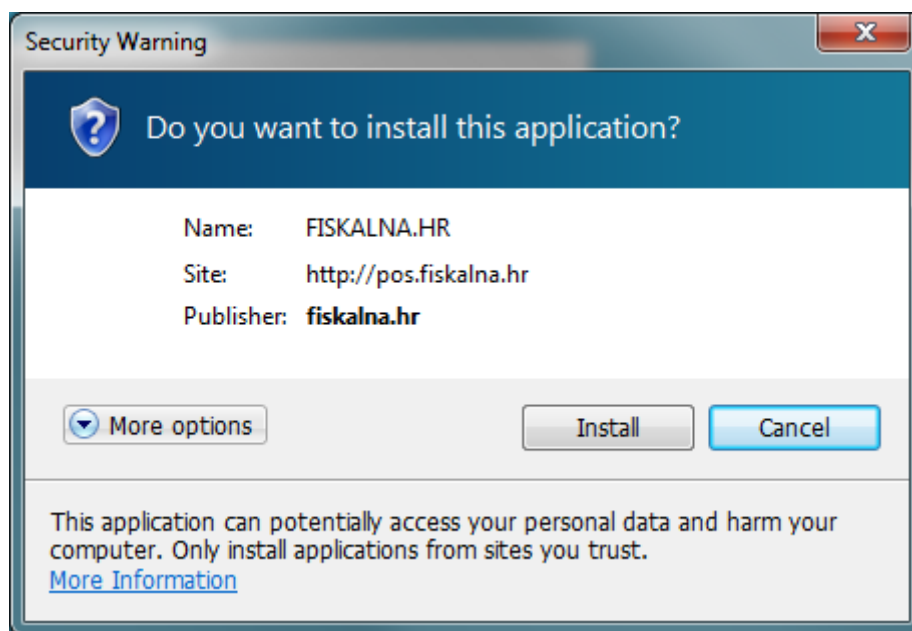 Security Warning
Do you want to install this application?
Name: FISKALNA.HR
Site: http://pos.fiskalna.hr
Publisher: fiskalna.hr
More options
Install
Cancel
This application can potentially access your personal data and harm your
computer. Only install applications from sites you trust.
More Information